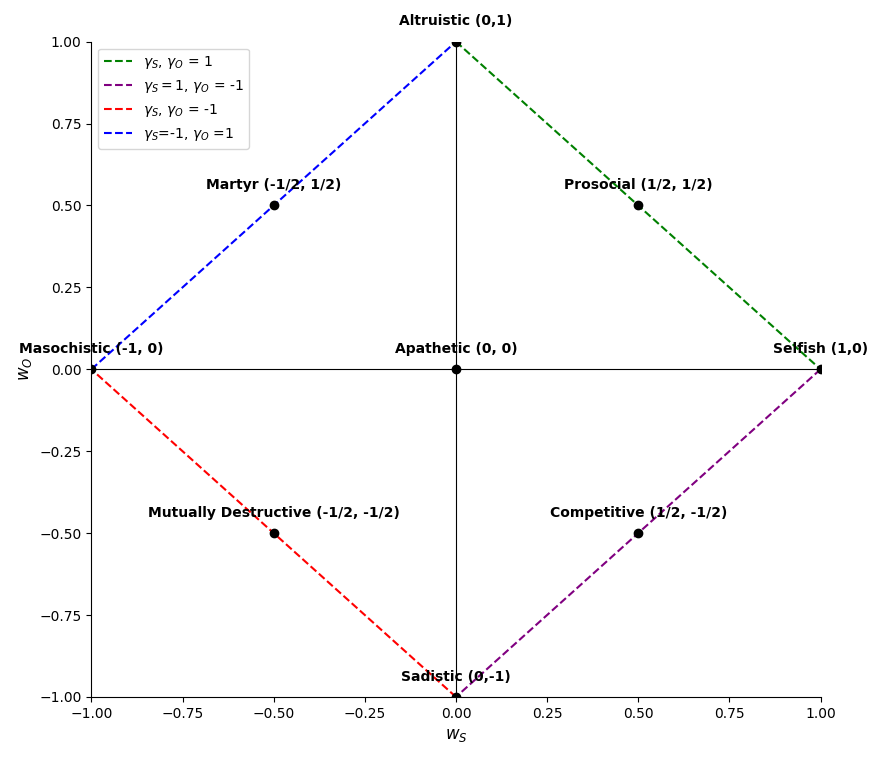 Altruistic (0,1)
1.00
γS, γO = 1
γS = 1, γO = -1
γS, γO = -1
γS=-1, γO =1
0.75
Martyr (-1/2, 1/2)
Prosocial (1/2, 1/2)
0.50
0.25
Masochistic (-1, 0)
Apathetic (0, 0)
Selfish (1,0)
wO
0.00
−0.25
Mutually Destructive (-1/2, -1/2)
Competitive (1/2, -1/2)
−0.50
−0.75
Sadistic (0,-1)
−1.00
−1.00 −0.75 −0.50 −0.25 0.00 0.25 0.50 0.75 1.00
wS